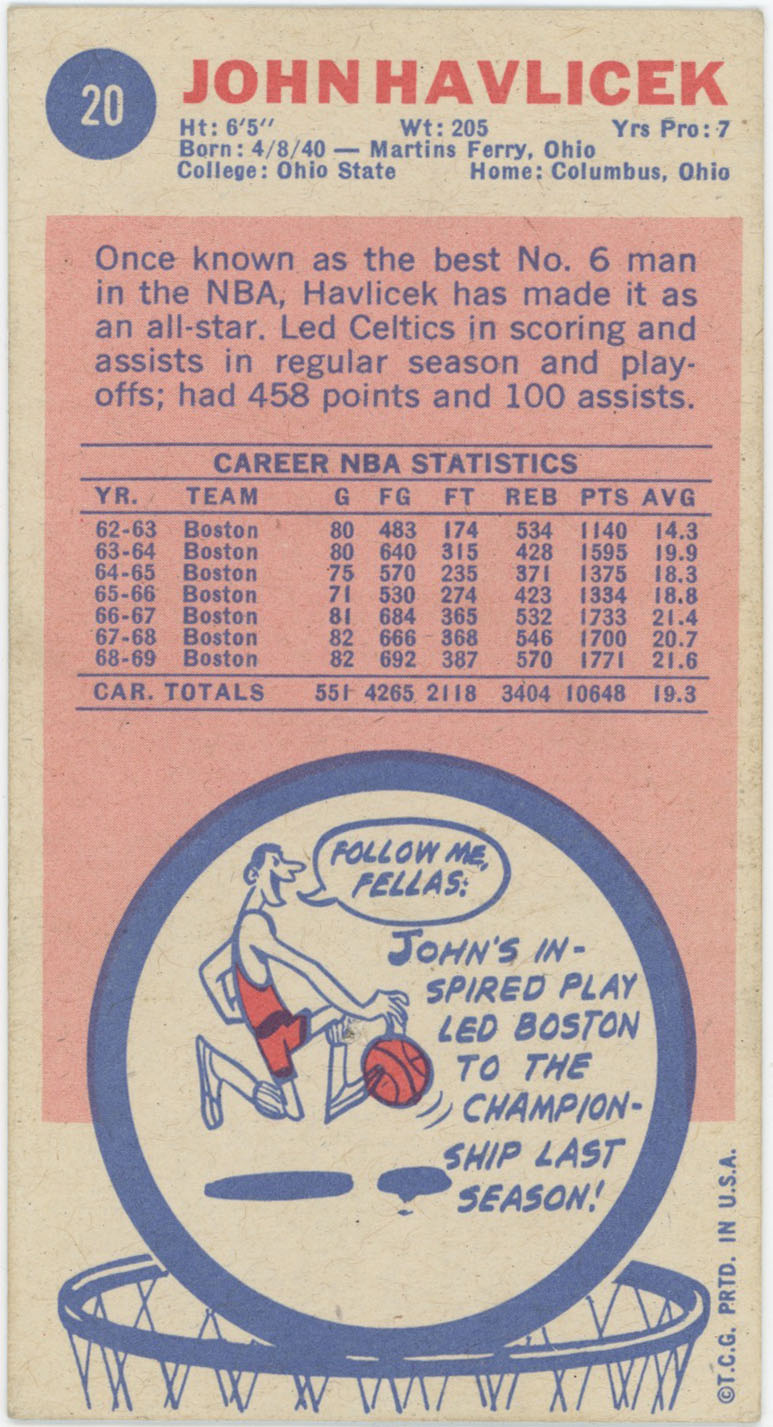 20
JOHN HAVLICEK
Ht: 6'5" Wt: 205 Yrs Pro: 7
Born: 4/8/40 — Martins Ferry, Ohio
College: Ohio State Home: Columbus, Ohio
Once known as the best No. 6 man
in the NBA, Havlicek has made it as
an all-star. Led Celtics in scoring and
assists in regular season and play-
offs; had 458 points and 100 assists.
CAREER NBA STATISTICS
YR. TEAM G FG FT REB PTS AVG
62-63 Boston 80 483 174 534 1140 14.3
63-64 Boston 80 640 315 428 1595 19.9
64-65 Boston 75 570 235 371 1375 18.3
65-66 Boston 71 530 274 423 1334 18.8
66-67 Boston 81 684 365 532 1733 21.4
67-68 Boston 82 666 368 546 1700 20.7
68-69 Boston 82 692 387 570 1771 21.6
CAR. TOTALS 551 4265 2118 3404 10648 19.3
FOLLOW ME,
FELLAS!
JOHN'S IN-
SPIRED PLAY
LED BOSTON
TO THE
CHAMPION-
SHIP LAST
SEASON!
©T.C.G. PRTD. IN U.S.A.